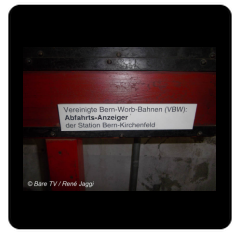 Vereinigte Bern-Worb-Bahnen (VBW):
Abfahrts-Anzeiger
der Station Bern-Kirchenfeld
© Bäre TV / René Jaggi